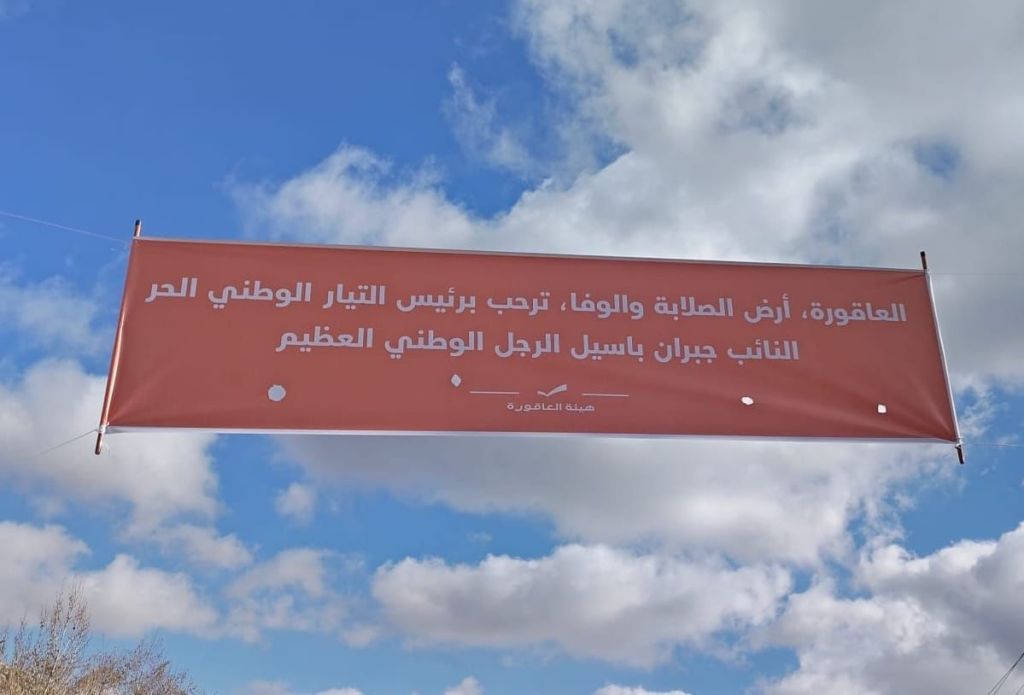 العاقورة، أرض الصلابة والوفا، ترحب برئيس التيار الوطني الحر
النائب جبران باسيل الرجل الوطني العظيم
هيئة العاقورة